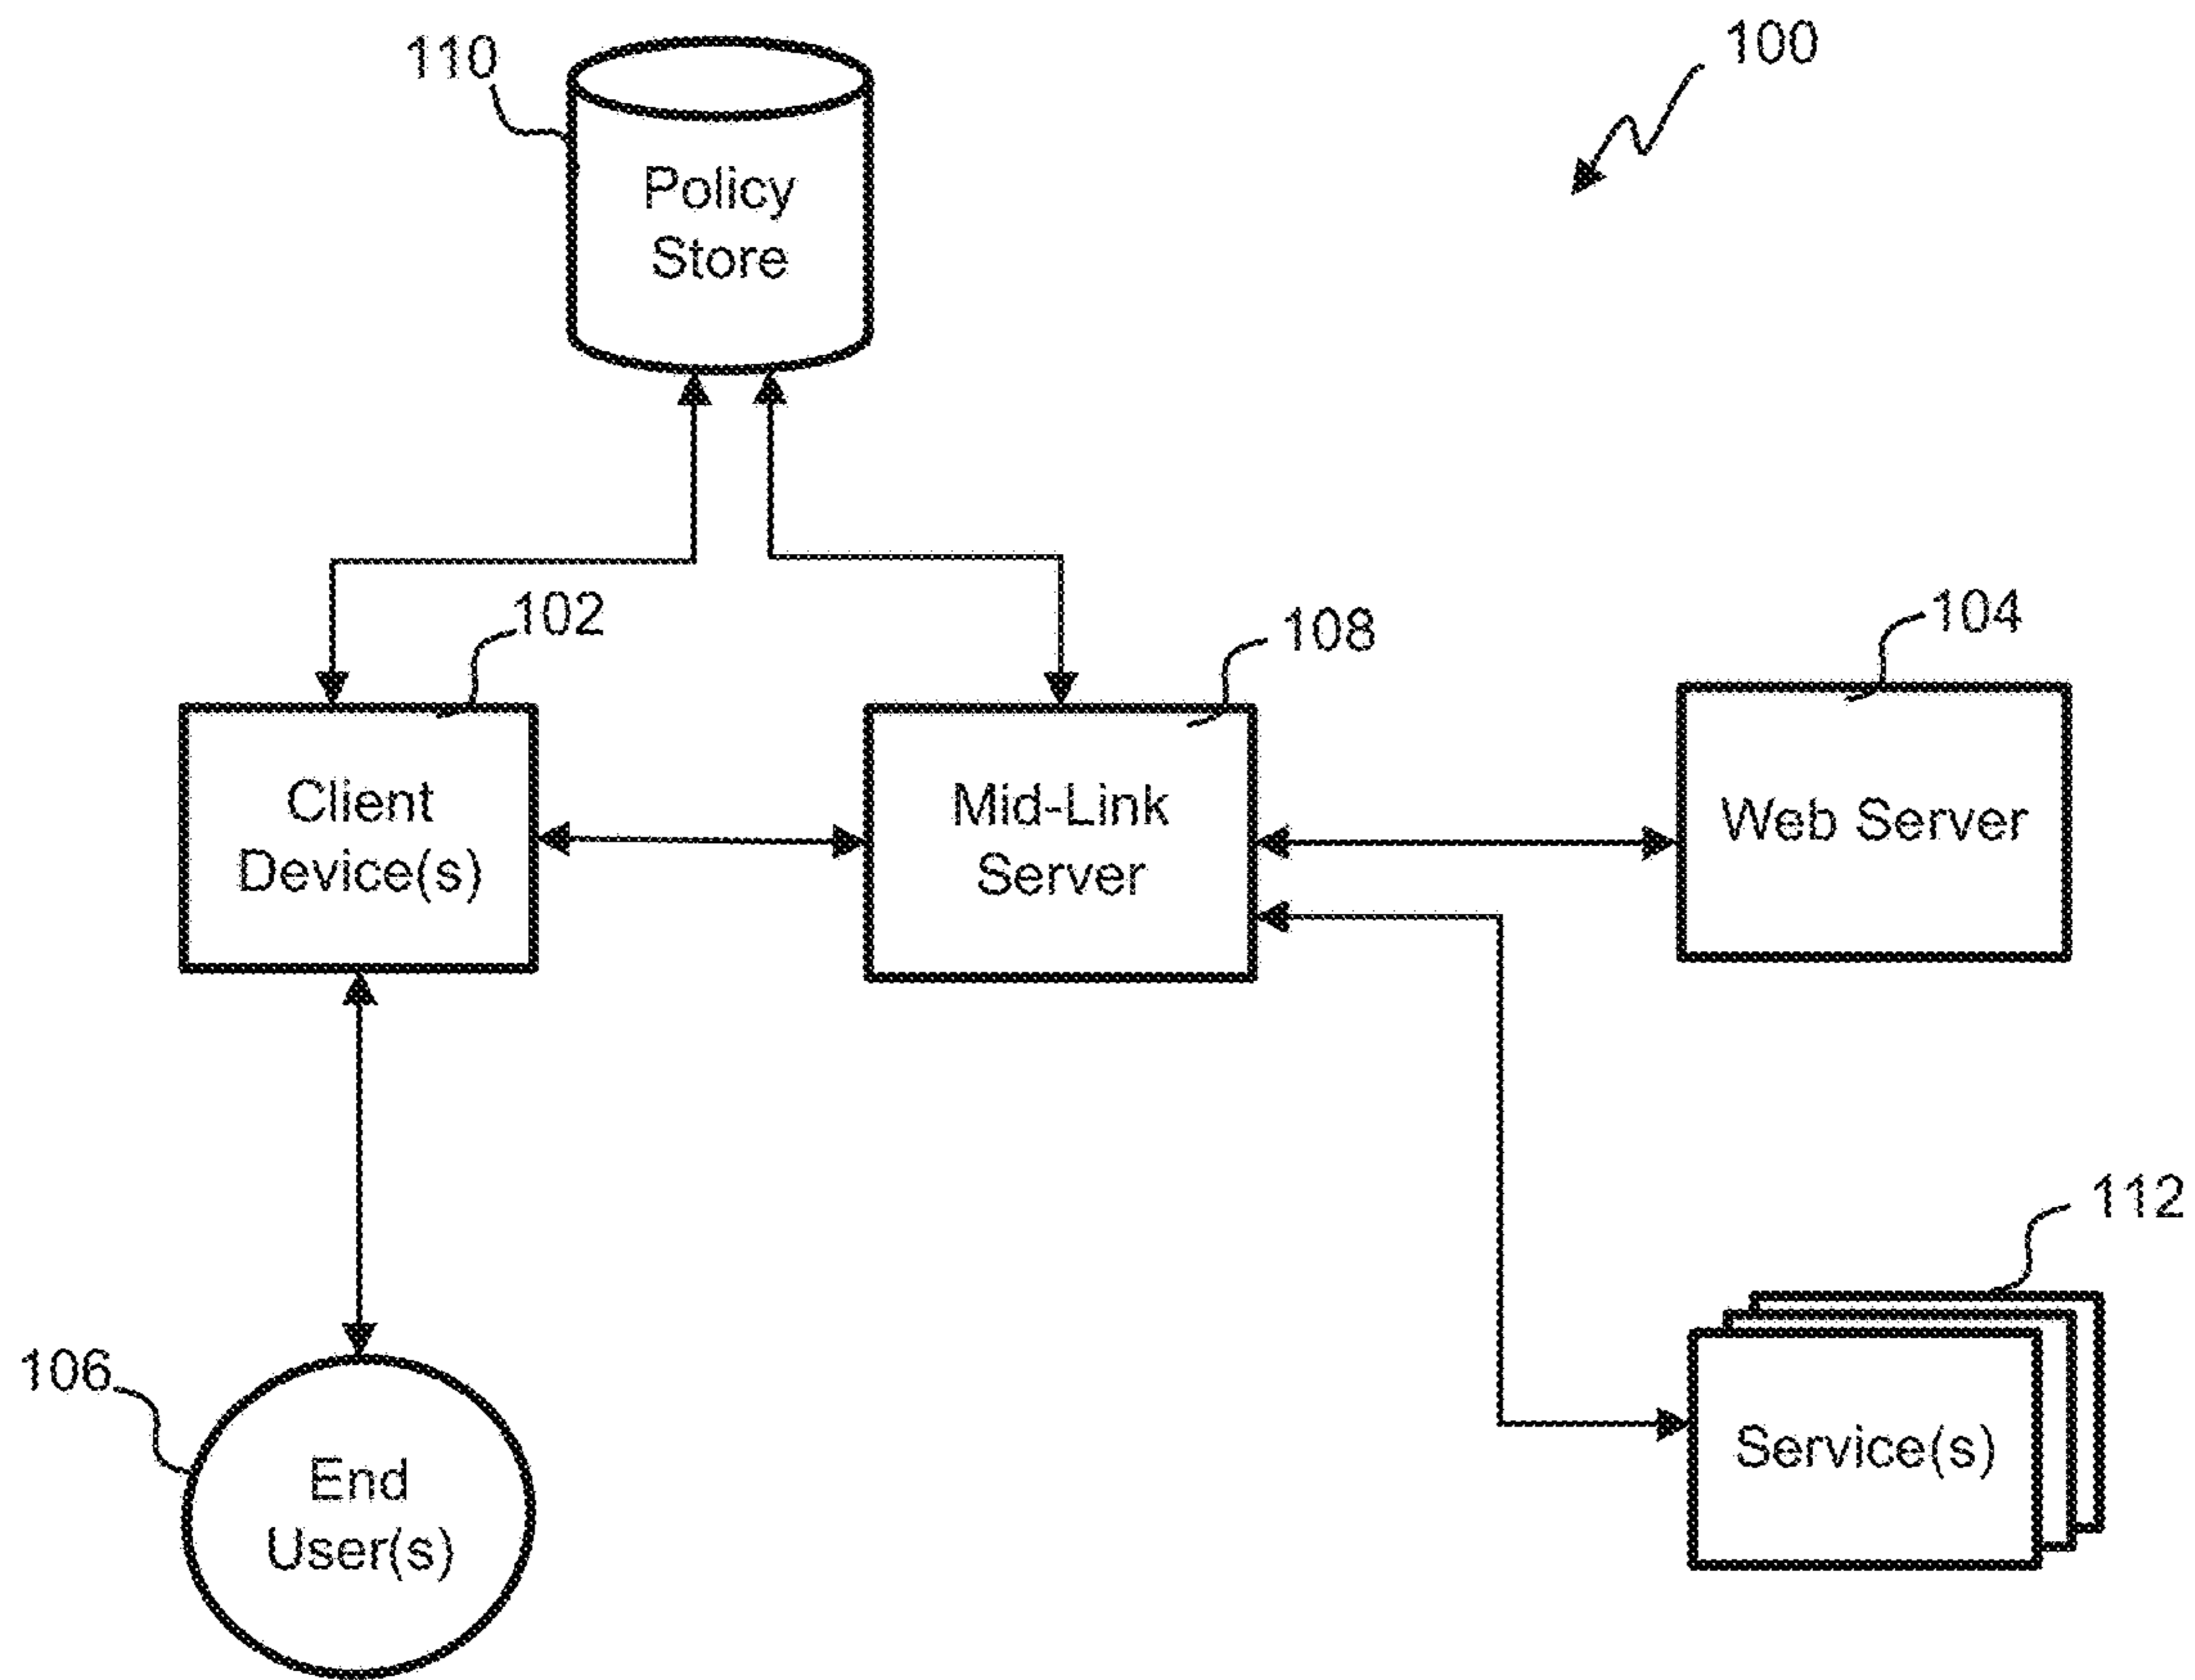 100
110
Policy
Store
102
108
104
Client
Device(s)
Mid-Link
Server
Web Server
112
106
End
User(s)
Service(s)